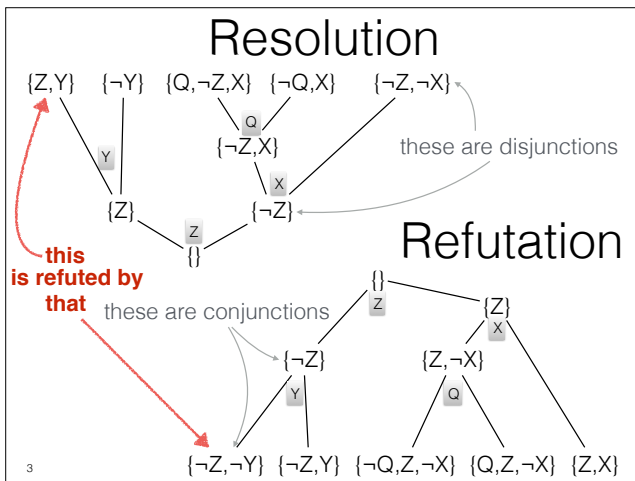 Resolution
{Z,Y} {¬Y} {Q,¬Z,X} {¬Q,X} {¬Z,¬X}
Q
{¬Z,X}
these are disjunctions
Y
X
{Z} {¬Z}
Z
{}
Refutation
this
is refuted by
that
these are conjunctions
{}
Z
{Z}
X
{¬Z} {Z,¬X}
Y
Q
{¬Z,¬Y} {¬Z,Y} {¬Q,Z,¬X} {Q,Z,¬X} {Z,X}
3